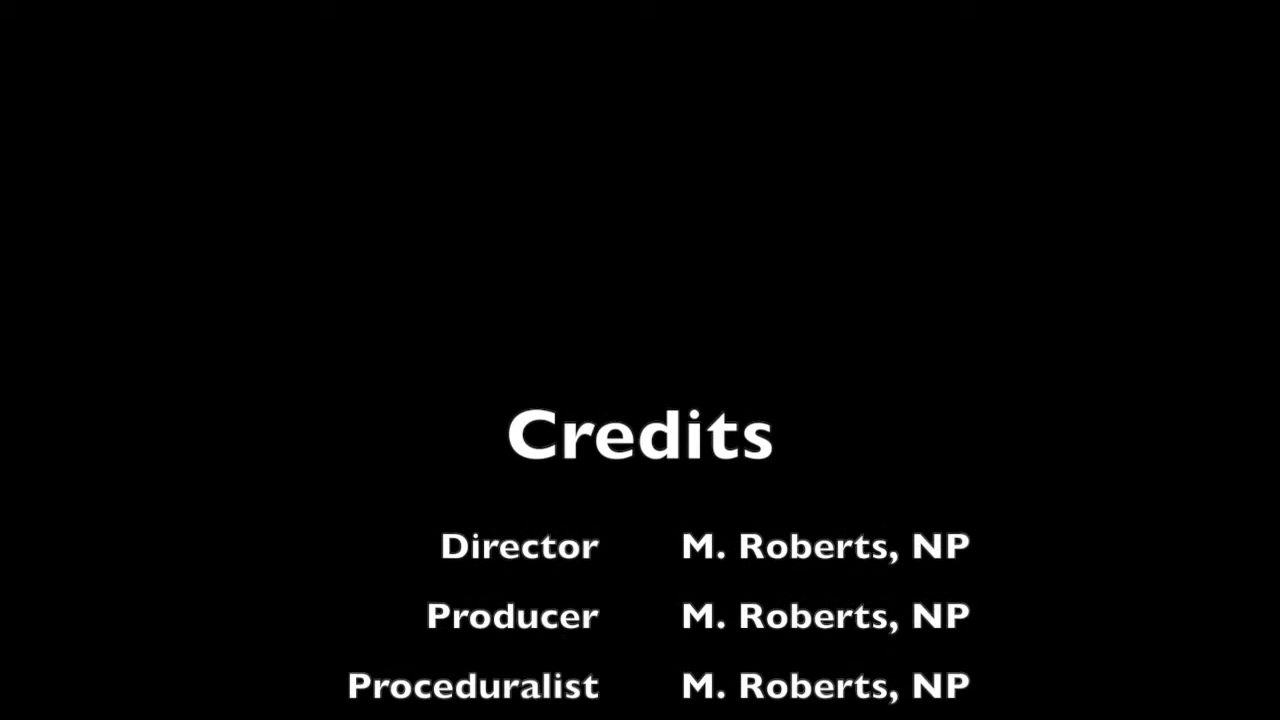 Credits
Director M. Roberts, NP
Producer M. Roberts, NP
Proceduralist M. Roberts, NP